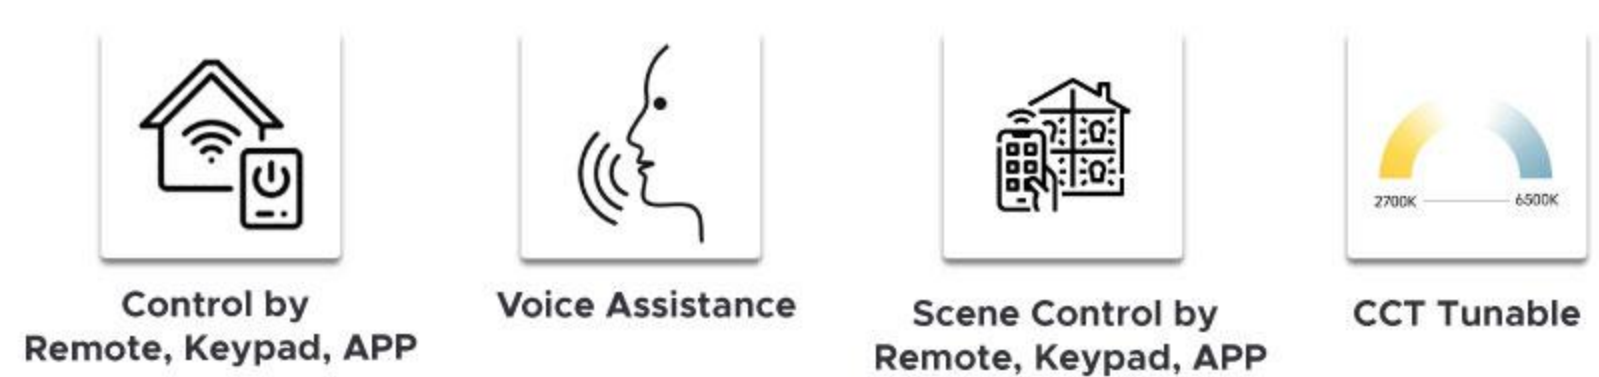 2700K
6500K
Control by
Remote, Keypad, APP
Voice Assistance
Scene Control by
Remote, Keypad, APP
CCT Tunable